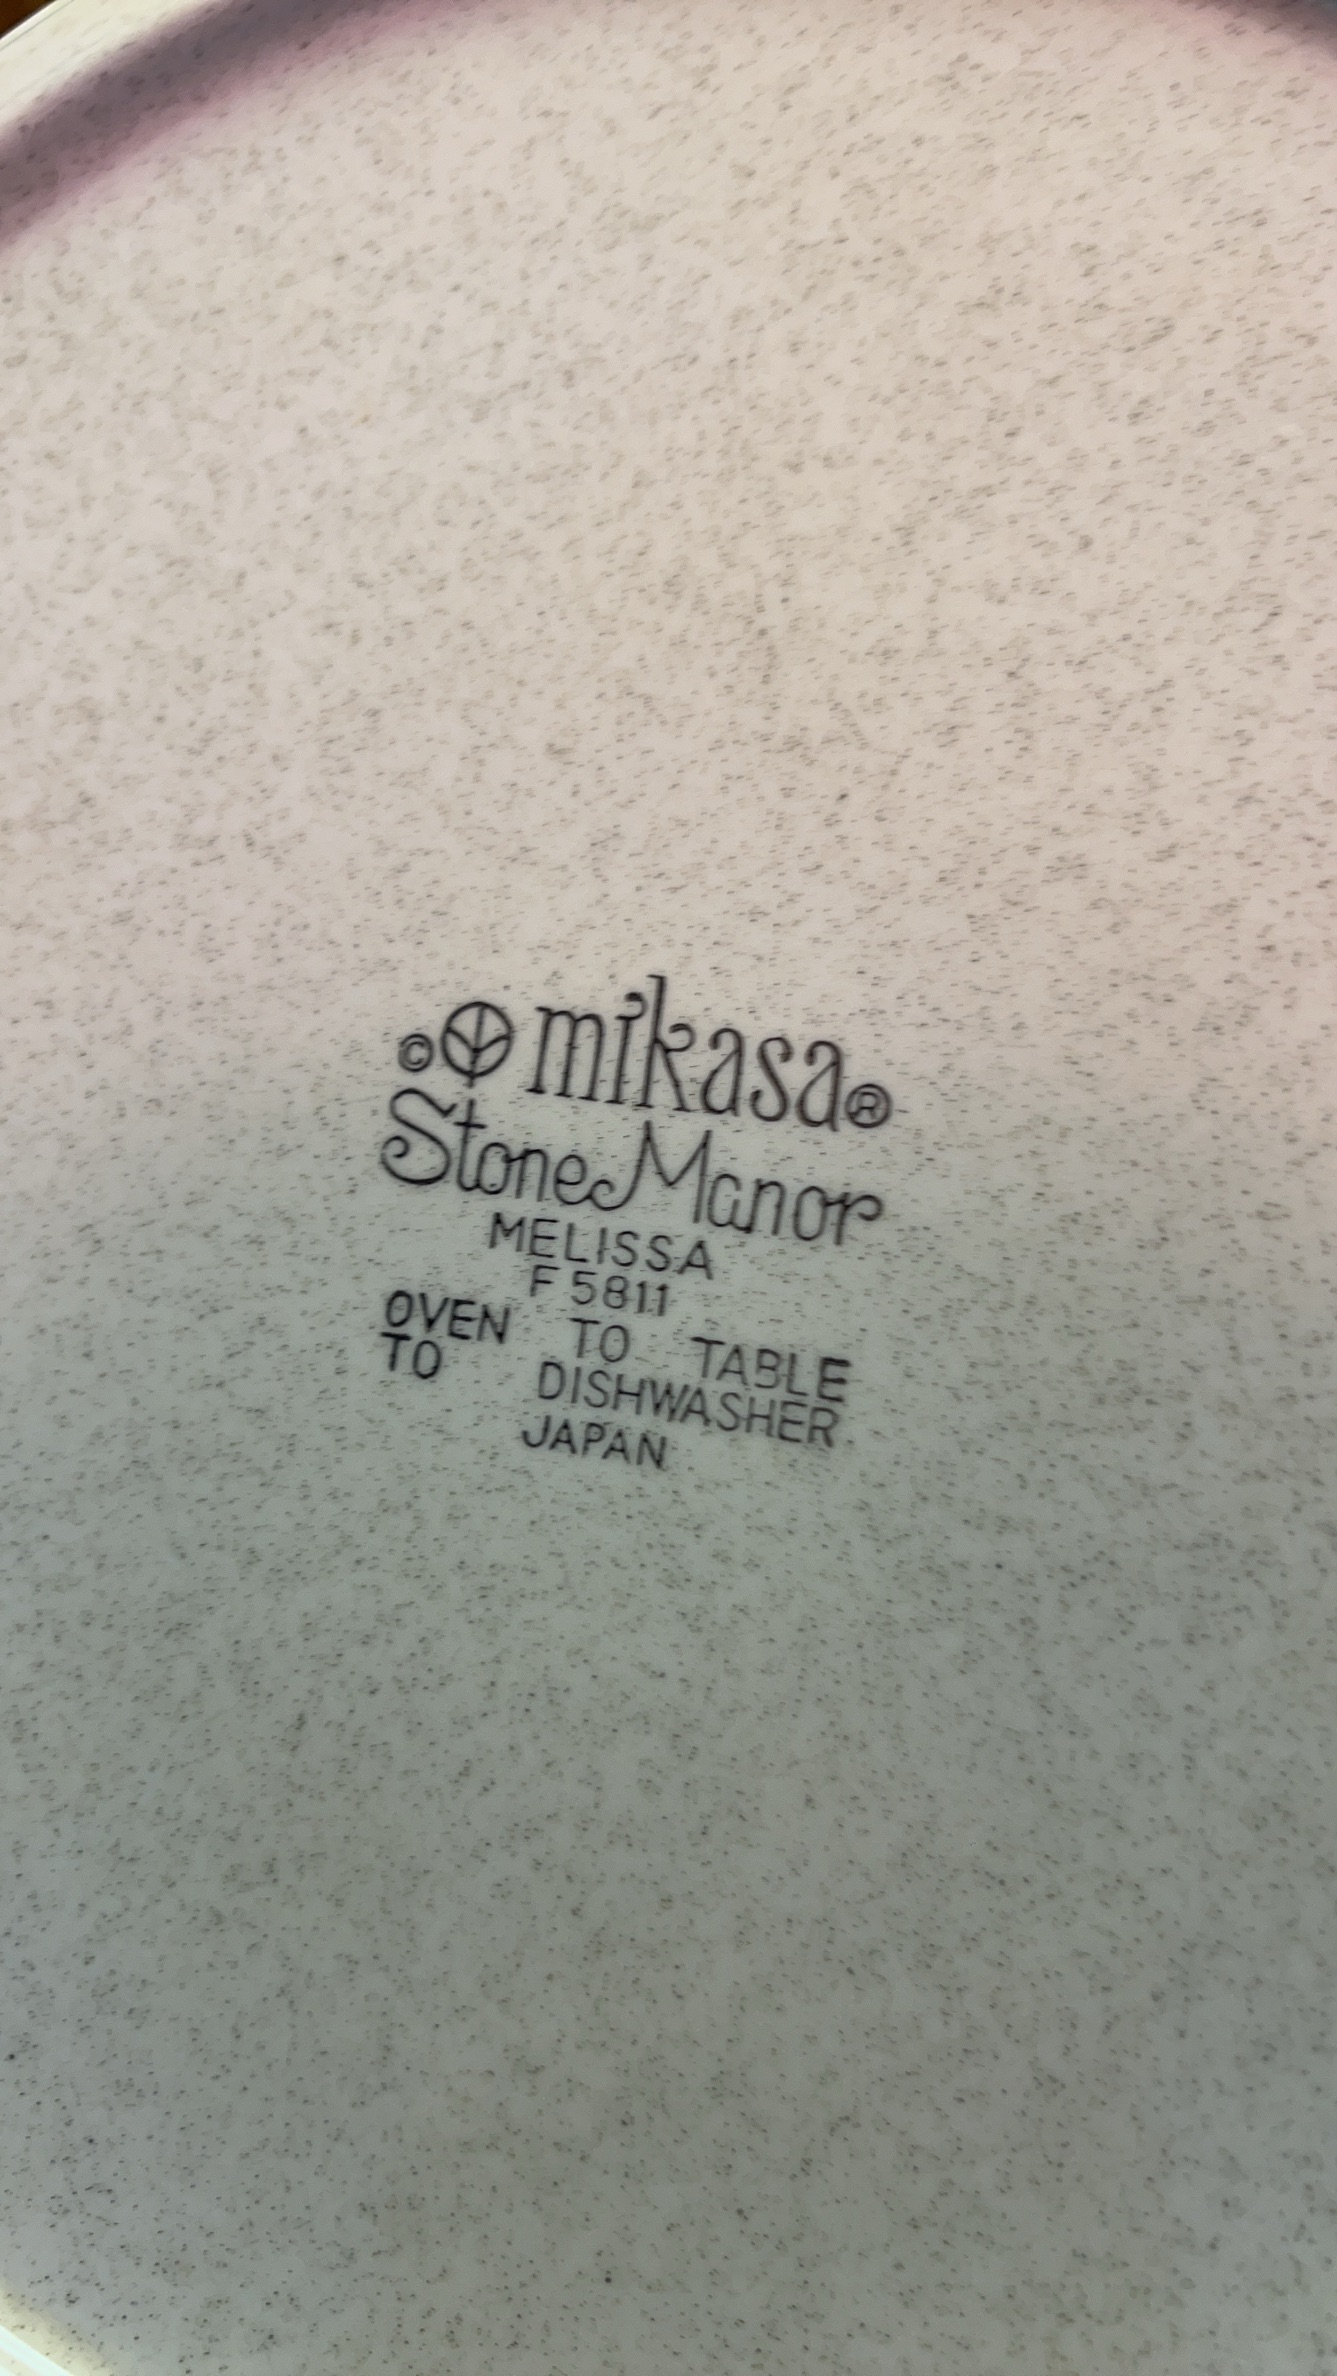 © mikasa®
Stone Manor
MELISSA
F 5811
OVEN TO TABLE
TO DISHWASHER
JAPAN